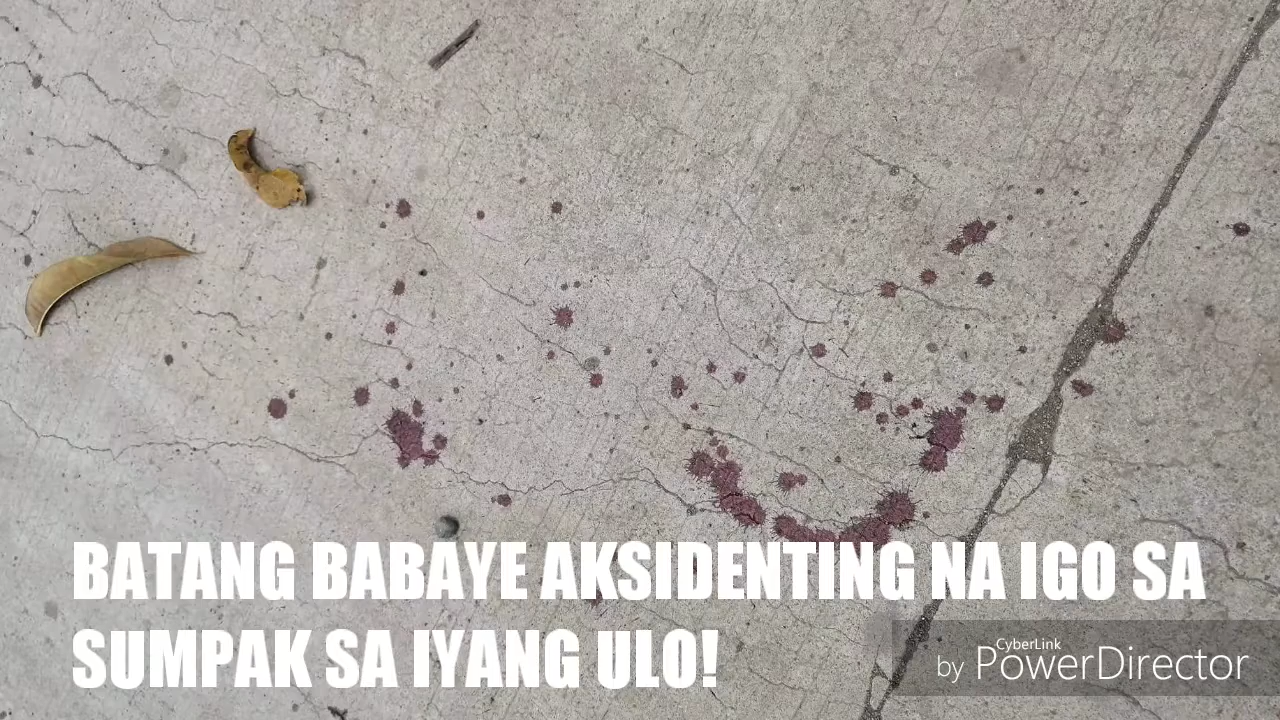 BATANG BABAYE AKSIDENTING NA IGO SA
SUMPAK SA IYANG ULO!
CyberLink
by PowerDirector